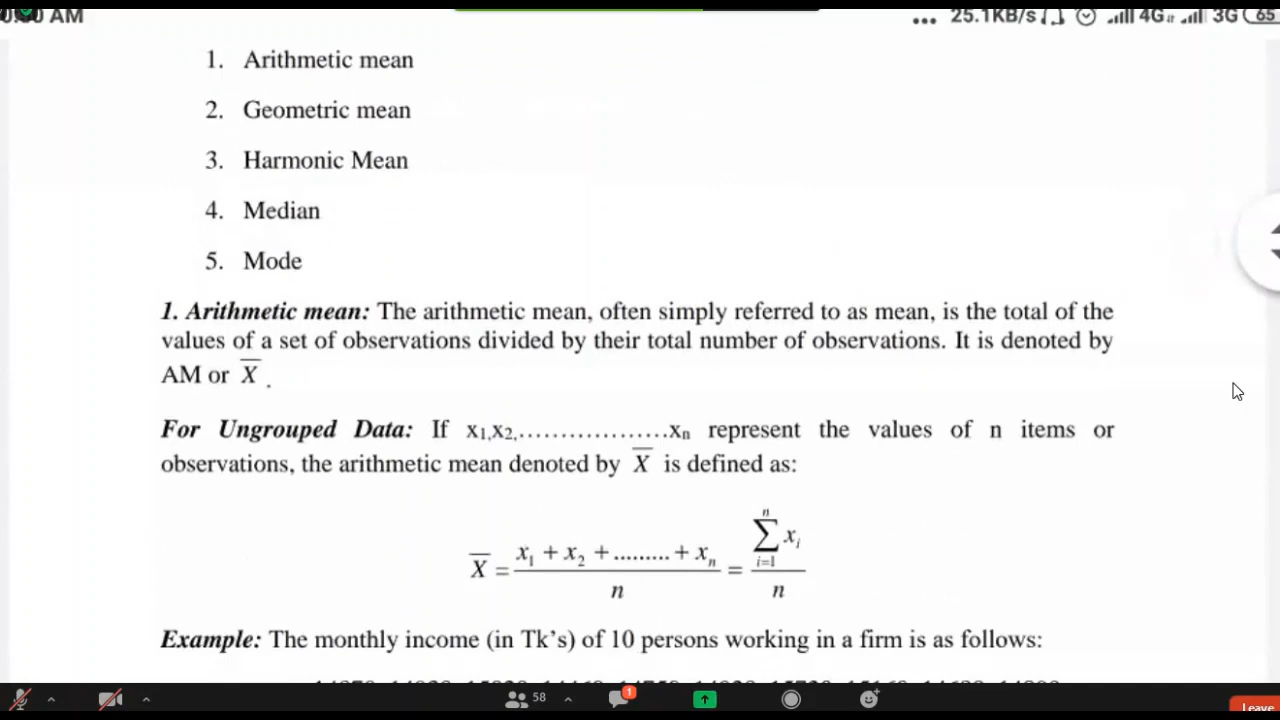 AM
... 25.1KB/s 4G 3G 65
1. Arithmetic mean
2. Geometric mean
3. Harmonic Mean
4. Median
5. Mode
1. Arithmetic mean: The arithmetic mean, often simply referred to as mean, is the total of the
values of a set of observations divided by their total number of observations. It is denoted by
AM or X̅ .
For Ungrouped Data: If x₁,x₂,..................xₙ represent the values of n items or
observations, the arithmetic mean denoted by X̅ is defined as:
X̅ = (x₁ + x₂ + ......... + xₙ) / n = (∑ᵢ₌₁ⁿ xᵢ) / n
Example: The monthly income (in Tk's) of 10 persons working in a firm is as follows:
58
1
Leave